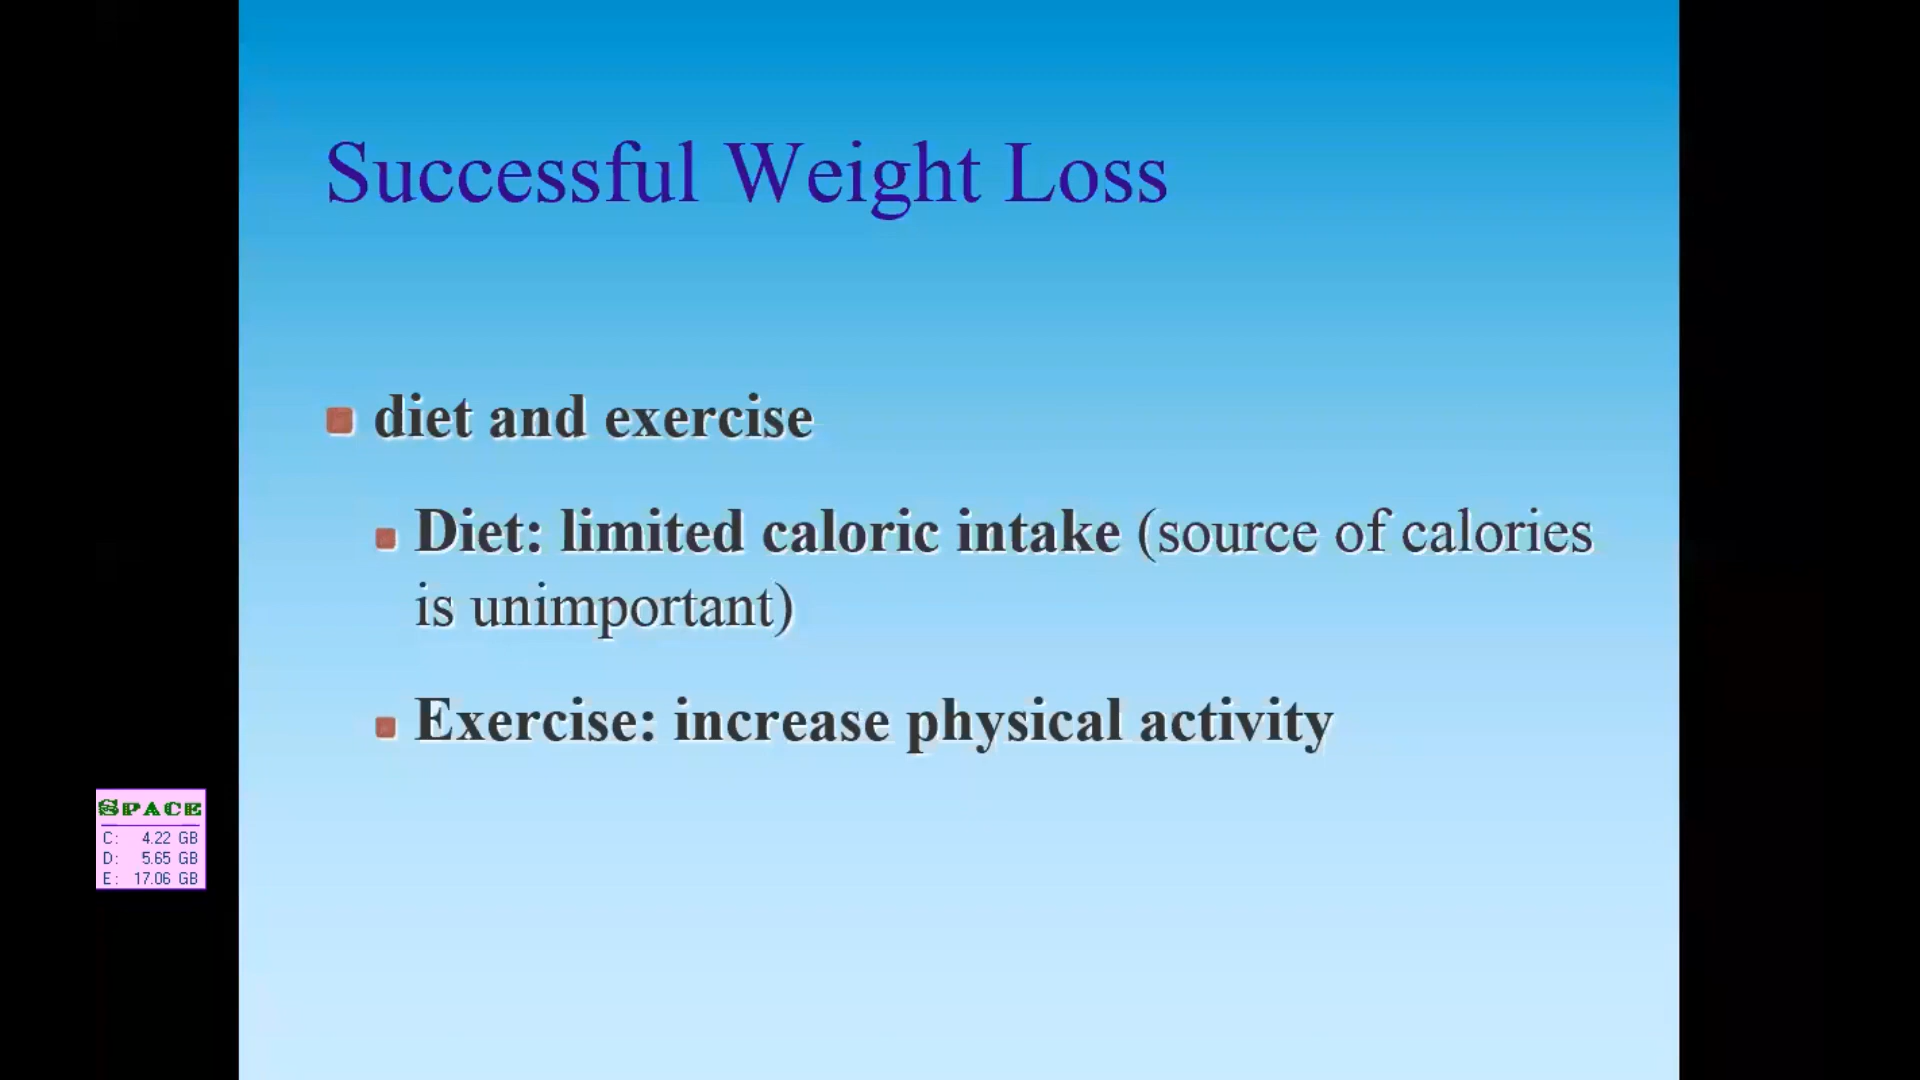 Successful Weight Loss
diet and exercise
Diet: limited caloric intake (source of calories
is unimportant)
Exercise: increase physical activity
SPACE
C: 4.22 GB
D: 5.65 GB
E: 17.06 GB